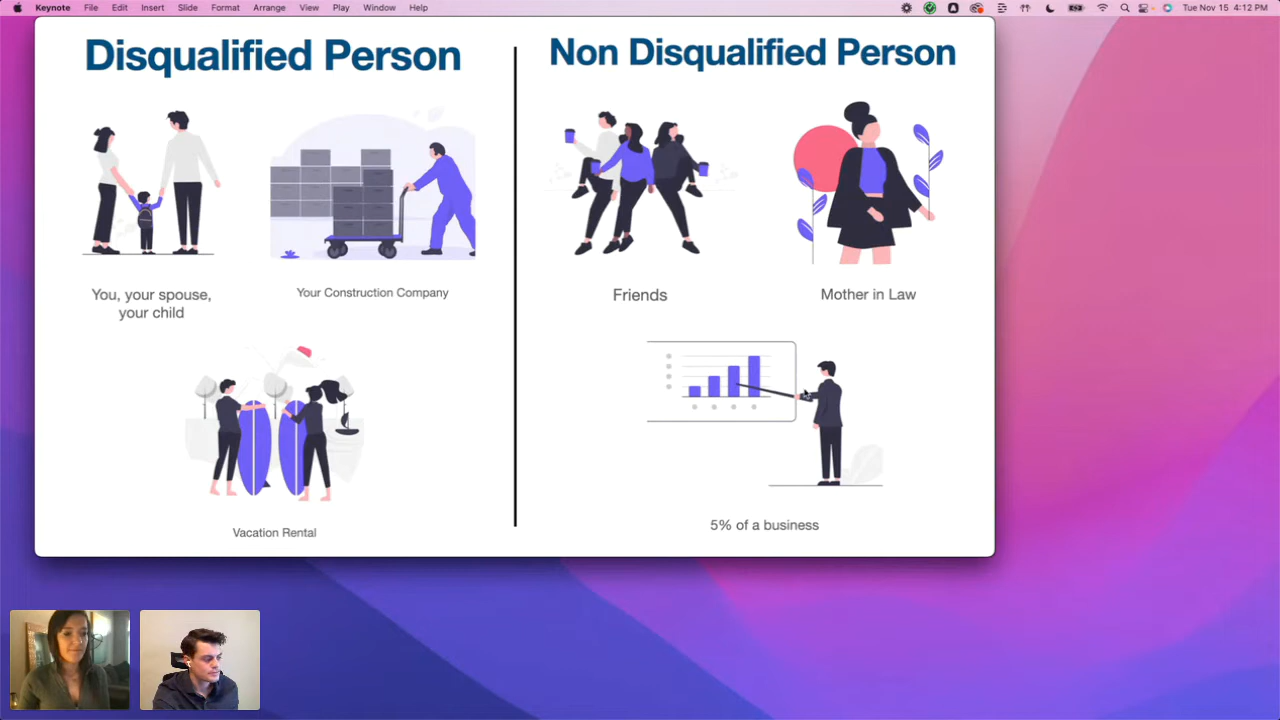 Keynote File Edit Insert Slide Format Arrange View Play Window Help Tue Nov 15 4:12 PM
Disqualified Person
Non Disqualified Person
You, your spouse,
your child
Your Construction Company
Friends
Mother in Law
Vacation Rental
5% of a business